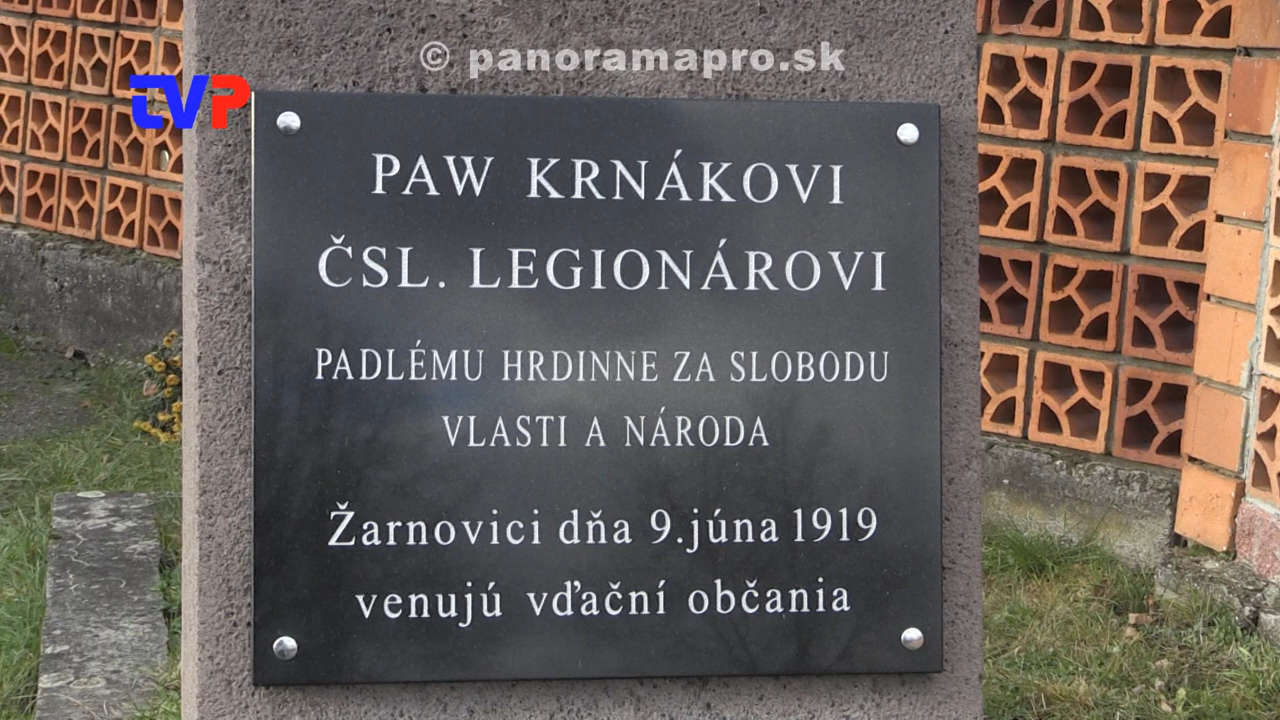 © panoramapro.sk
TVP
PAW KRNÁKOVI
ČSL. LEGIONÁROVI
PADLÉMU HRDINNE ZA SLOBODU
VLASTI A NÁRODA
Žarnovici dňa 9.júna 1919
venujú vďační občania